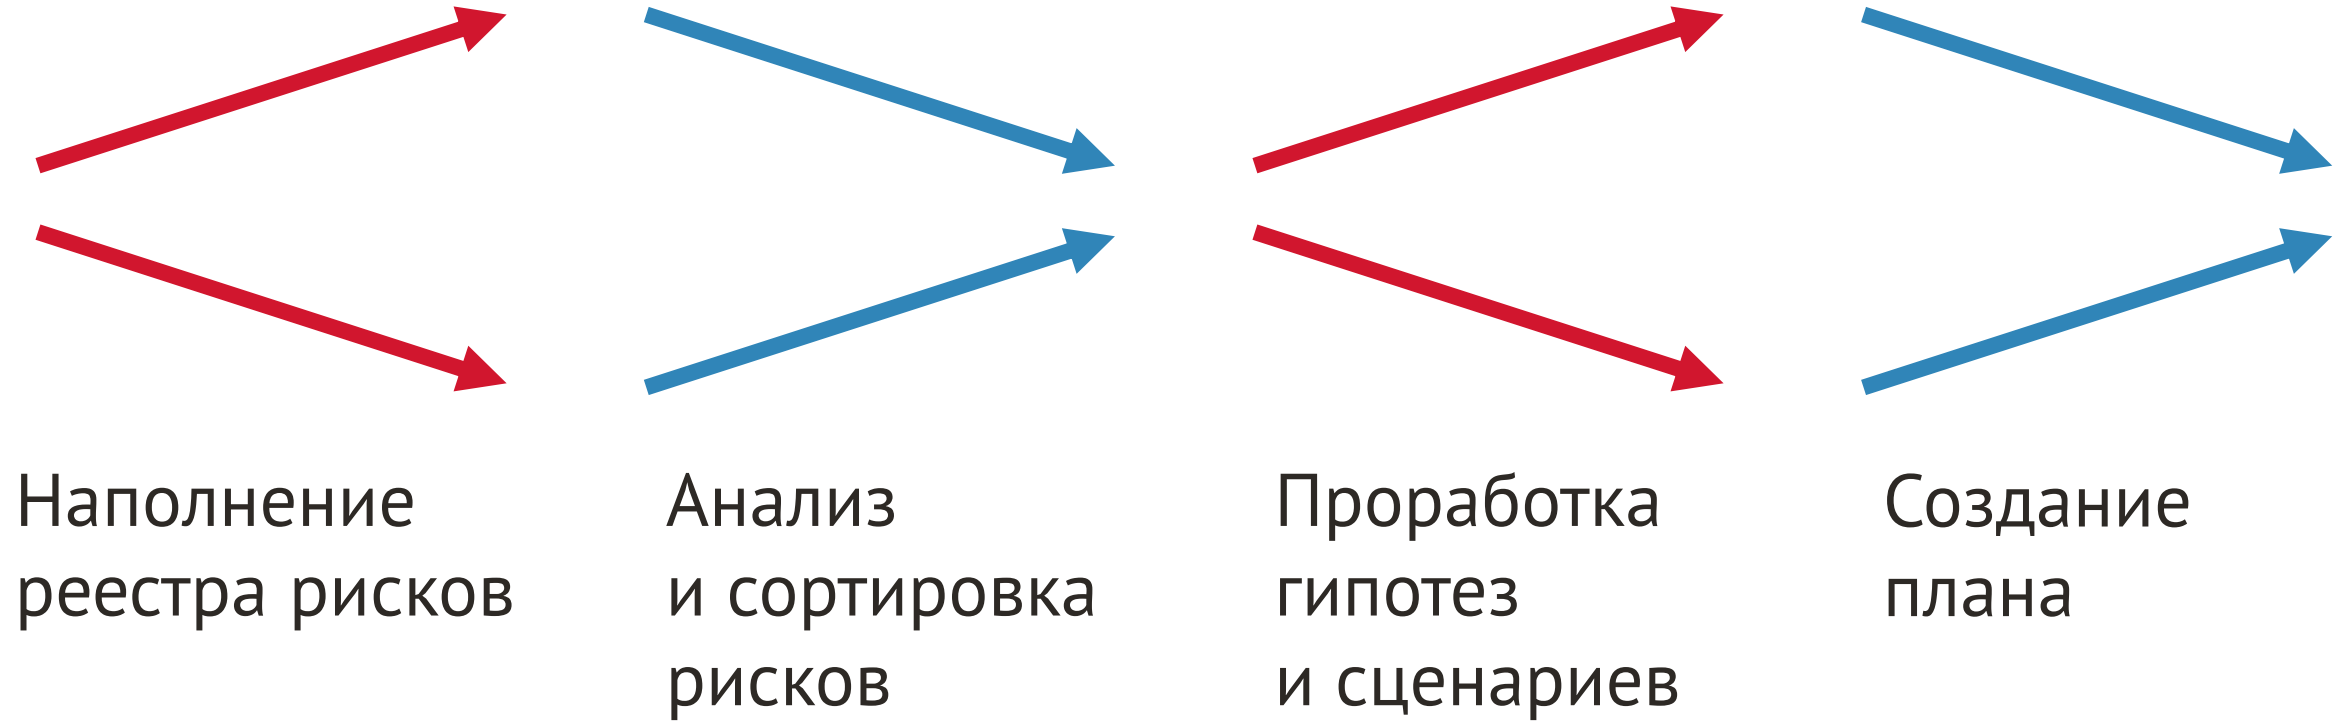 Наполнение
реестра рисков
Анализ
и сортировка
рисков
Проработка
гипотез
и сценариев
Создание
плана